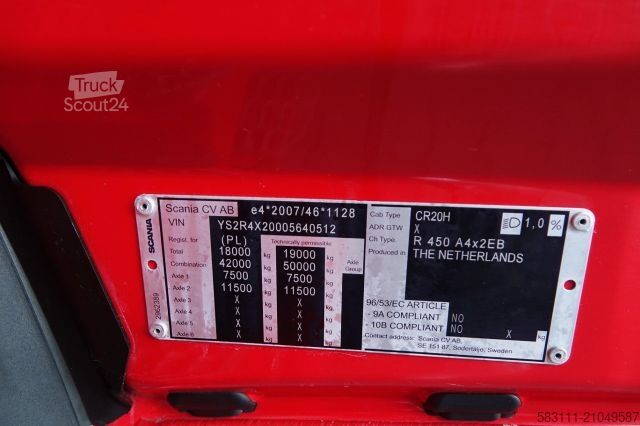 Truck
Scout24
Scania CV AB e4*2007/46*1128
VIN YS2R4X20005640512
Regist. for (PL) Technically permissible
Total 18000 kg 19000 kg
Combination 42000 kg 50000 kg Axle Group
Axle 1 7500 kg 7500 kg
Axle 2 11500 kg 11500 kg
Axle 3 X kg X kg
Axle 4 X kg X kg
Axle 5 X kg X kg
Axle 6 X kg X kg
SCANIA
2962389
Cab Type CR20H 1,0 %
ADR GTW X
Ch Type. R 450 A4x2EB
Produced in THE NETHERLANDS
96/53/EC ARTICLE
- 9A COMPLIANT NO
- 10B COMPLIANT NO X kg
Contact address: Scania CV AB,
SE 151-87, Södertälje, Sweden
583111-21049587